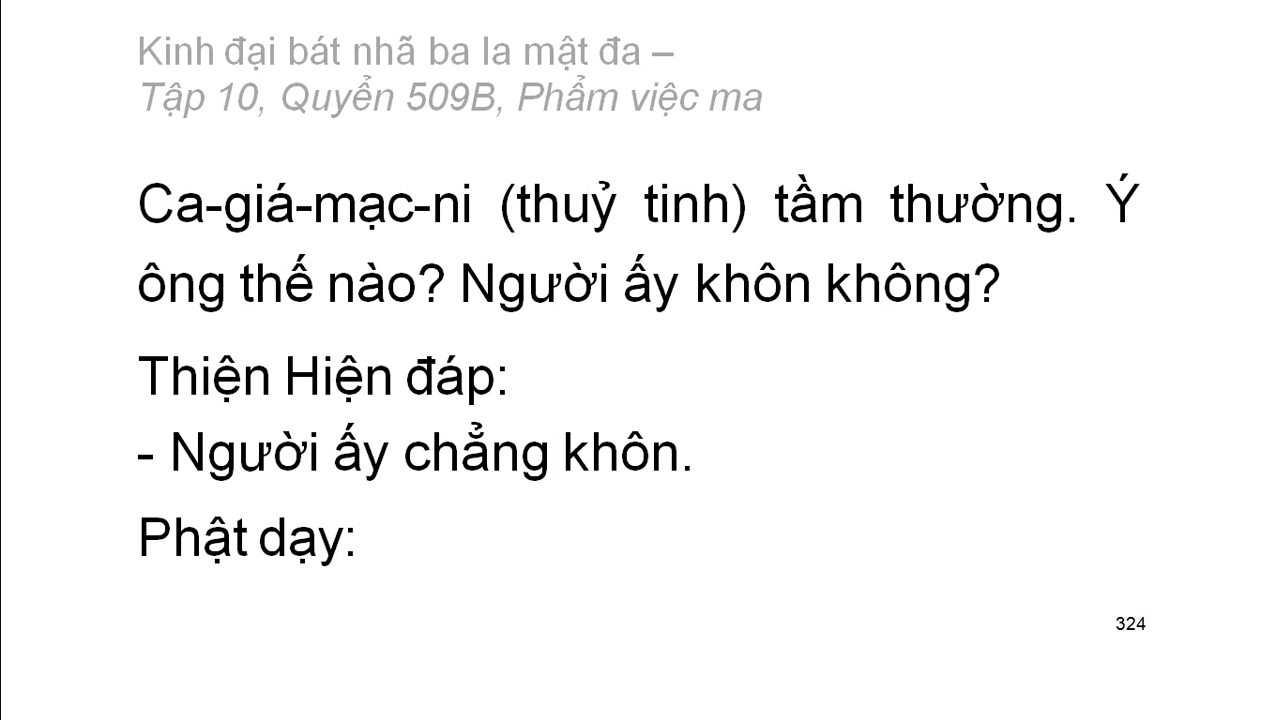 Kinh đại bát nhã ba la mật đa –
Tập 10, Quyển 509B, Phẩm việc ma
Ca-giá-mạc-ni (thuỷ tinh) tầm thường. Ý
ông thế nào? Người ấy khôn không?
Thiện Hiện đáp:
- Người ấy chẳng khôn.
Phật dạy:
324